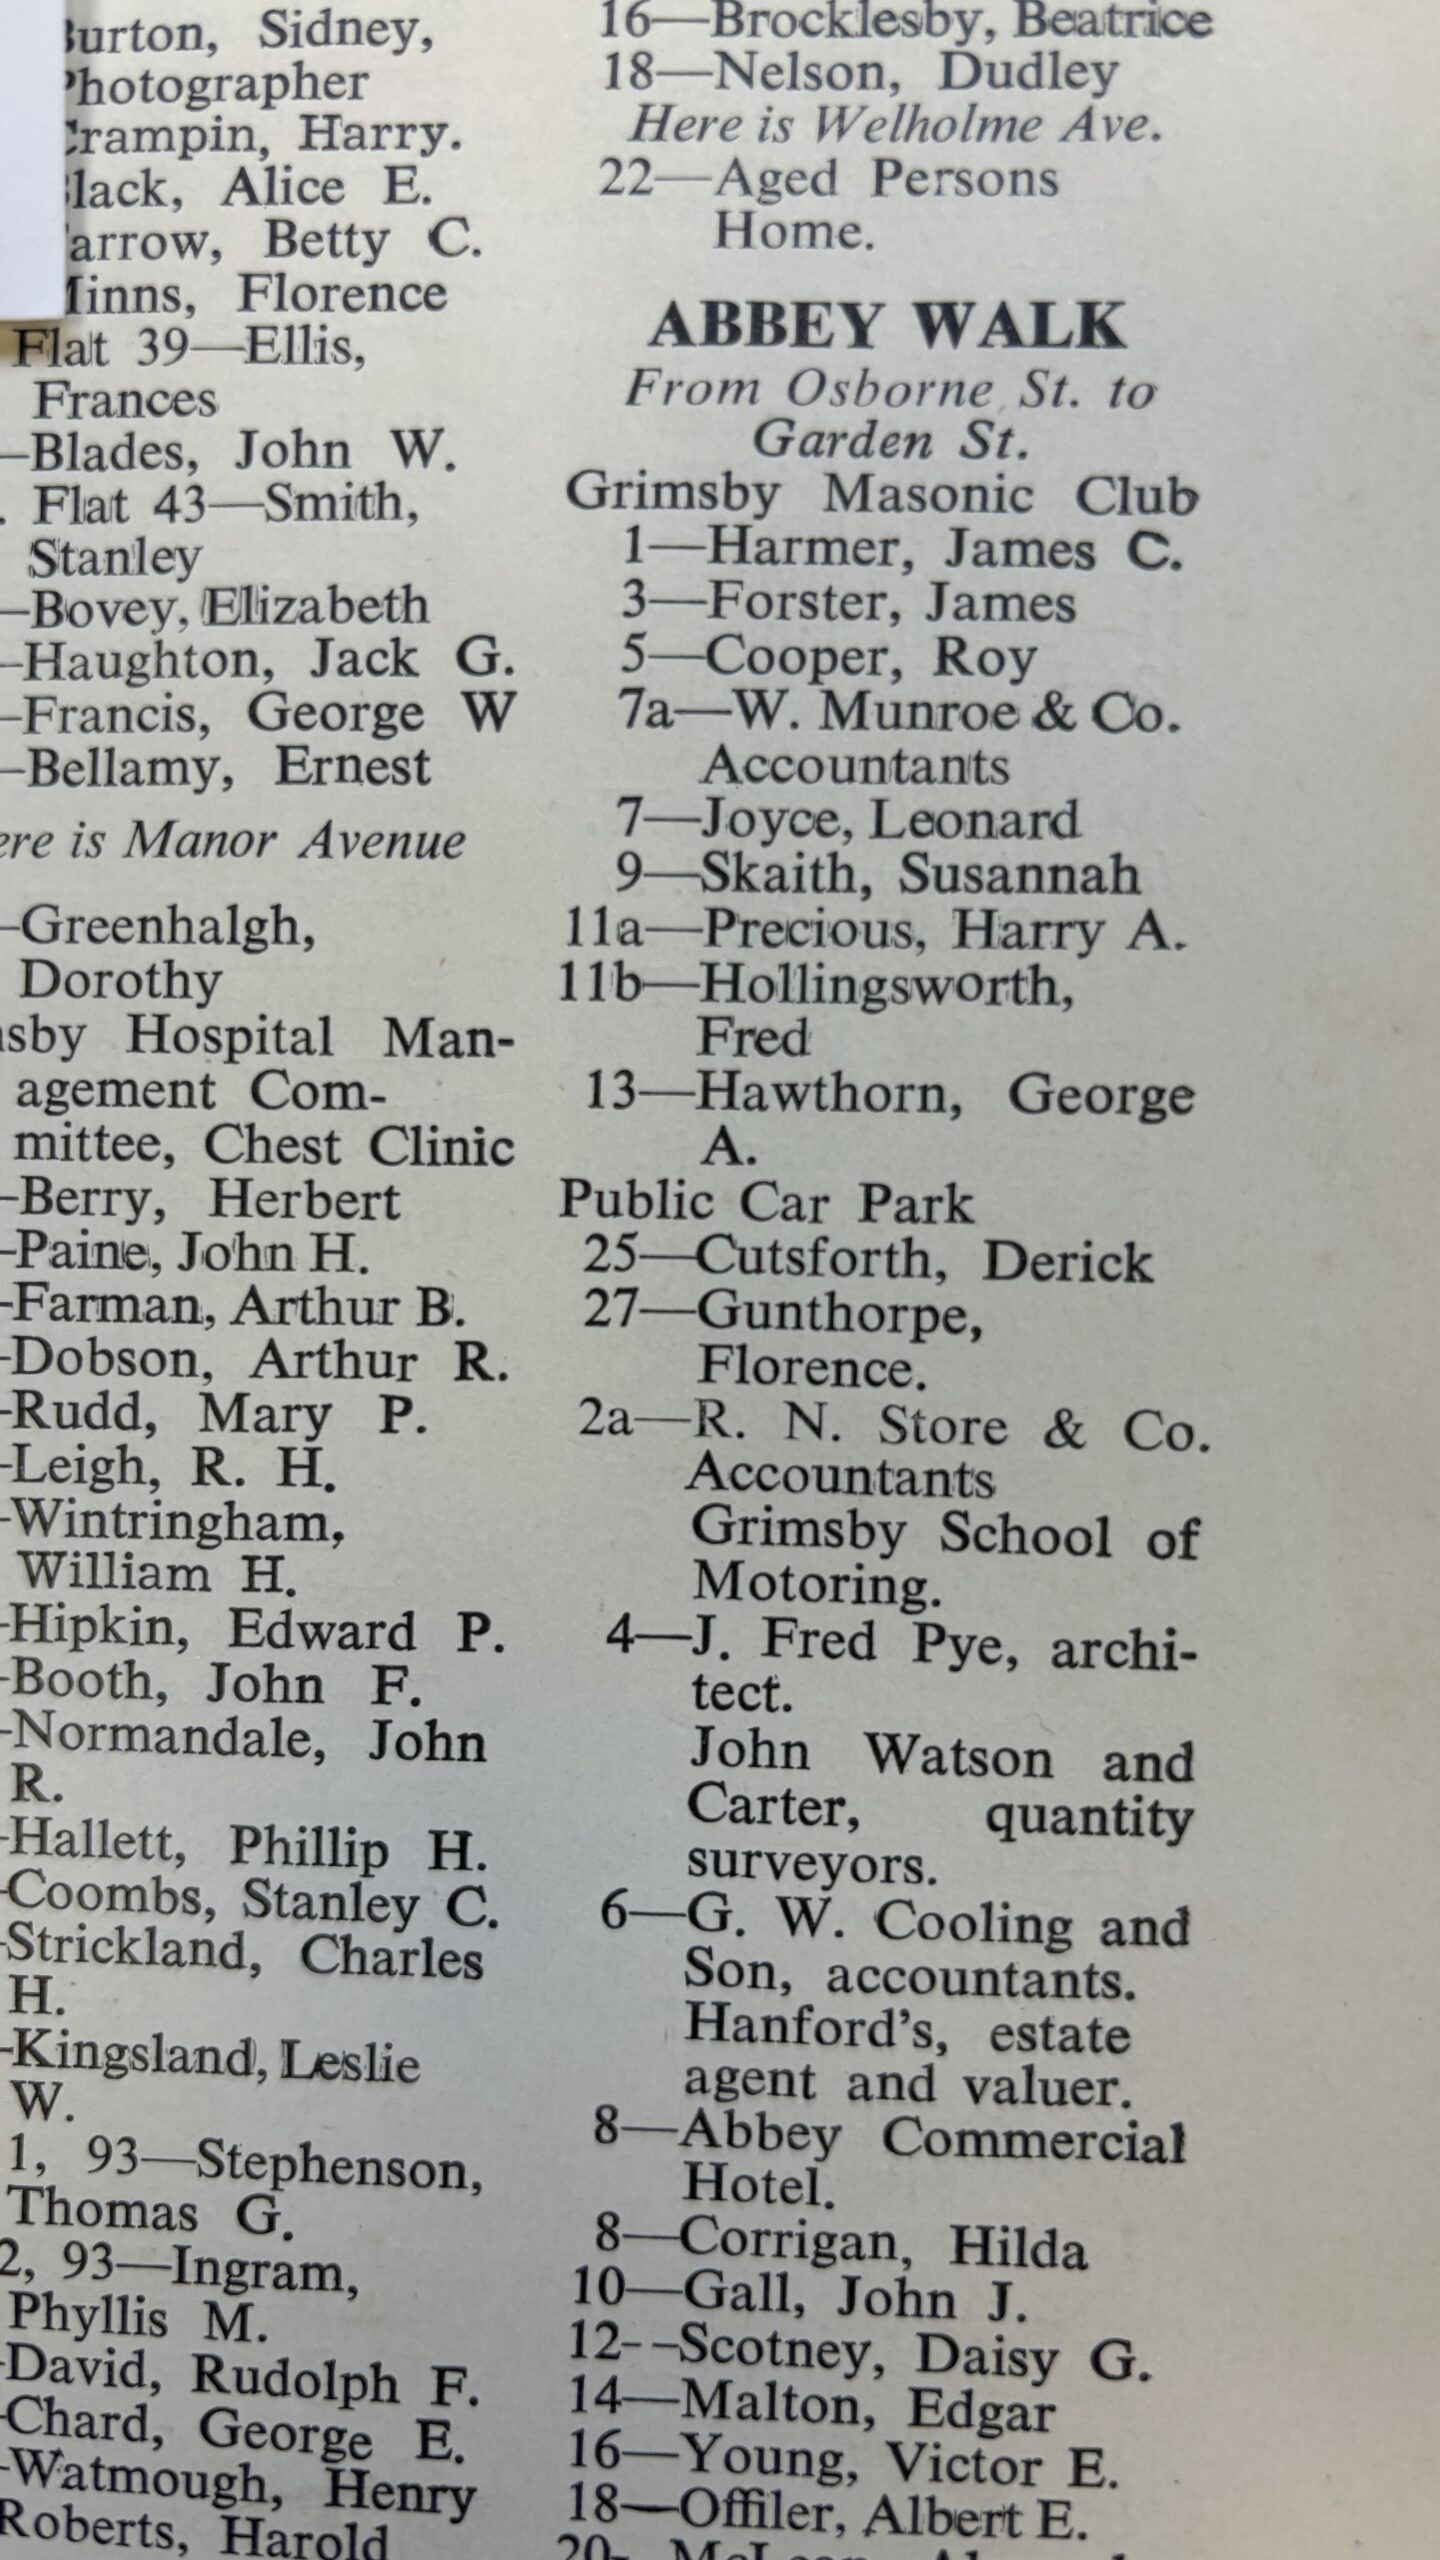 Burton, Sidney,
Photographer
Crampin, Harry.
Alice E.
Betty C.
Minns, Florence
Flat 39—Ellis,
Frances
—Blades, John W.
. Flat 43—Smith,
Stanley
—Bovey, Elizabeth
—Haughton, Jack G.
—Francis, George W
—Bellamy, Ernest
ere is Manor Avenue
—Greenhalgh,
Dorothy
msby Hospital Man-
agement Com-
mittee, Chest Clinic
—Berry, Herbert
—Paine, John H.
—Farman, Arthur B.
—Dobson, Arthur R.
—Rudd, Mary P.
—Leigh, R. H.
—Wintringham,
William H.
—Hipkin, Edward P.
—Booth, John F.
—Normandale, John
R.
—Hallett, Phillip H.
—Coombs, Stanley C.
—Strickland, Charles
H.
—Kingsland, Leslie
W.
1, 93—Stephenson,
Thomas G.
2, 93—Ingram,
Phyllis M.
—David, Rudolph F.
—Chard, George E.
—Watmough, Henry
Roberts, Harold
16—Brocklesby, Beatrice
18—Nelson, Dudley
Here is Welholme Ave.
22—Aged Persons
Home.
ABBEY WALK
From Osborne St. to
Garden St.
Grimsby Masonic Club
1—Harmer, James C.
3—Forster, James
5—Cooper, Roy
7a—W. Munroe & Co.
Accountants
7—Joyce, Leonard
9—Skaith, Susannah
11a—Precious, Harry A.
11b—Hollingsworth,
Fred
13—Hawthorn, George
A.
Public Car Park
25—Cutsforth, Derick
27—Gunthorpe,
Florence.
2a—R. N. Store & Co.
Accountants
Grimsby School of
Motoring.
4—J. Fred Pye, archi-
tect.
John Watson and
Carter, quantity
surveyors.
6—G. W. Cooling and
Son, accountants.
Hanford's, estate
agent and valuer.
8—Abbey Commercial
Hotel.
8—Corrigan, Hilda
10—Gall, John J.
12--Scotney, Daisy G.
14—Malton, Edgar
16—Young, Victor E.
18—Offiler, Albert E.
20-